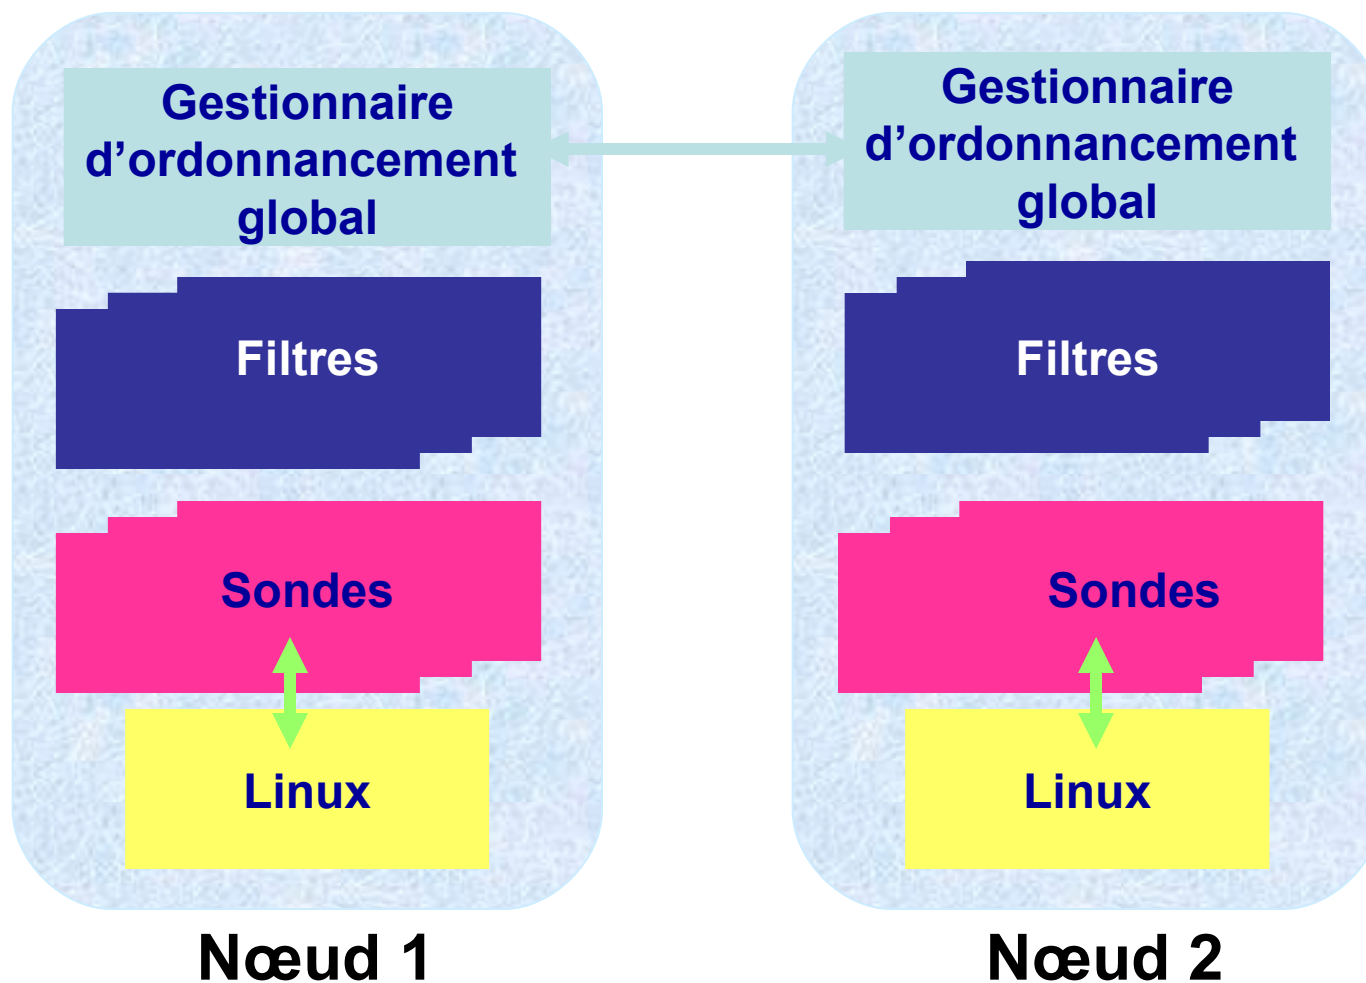 Gestionnaire
d’ordonnancement
global
Filtres
Sondes
Linux
Nœud 1
Gestionnaire
d’ordonnancement
global
Filtres
Sondes
Linux
Nœud 2